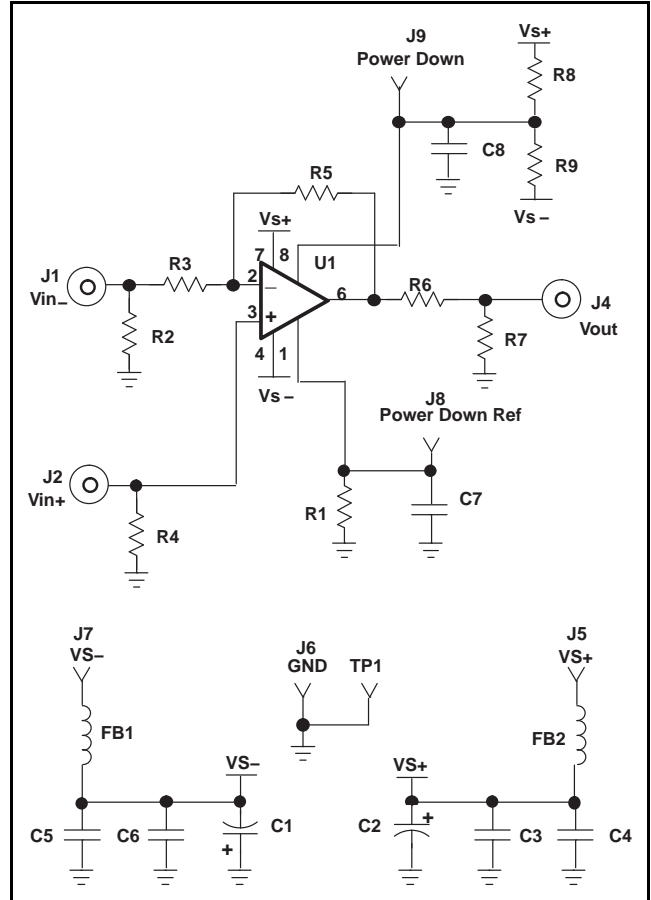 J9
Power Down
Vs+
R8
C8
R9
Vs –
R5
Vs+
7 8
U1
J1
Vin–
R3
2
–
3
+
6
R6
J4
Vout
R2
4 1
Vs –
R7
J8
Power Down Ref
J2
Vin+
R4
R1
C7
J7
VS–
J6
GND
TP1
J5
VS+
FB1
FB2
VS–
VS+
C5
C6
C1
+
C2
+
C3
C4